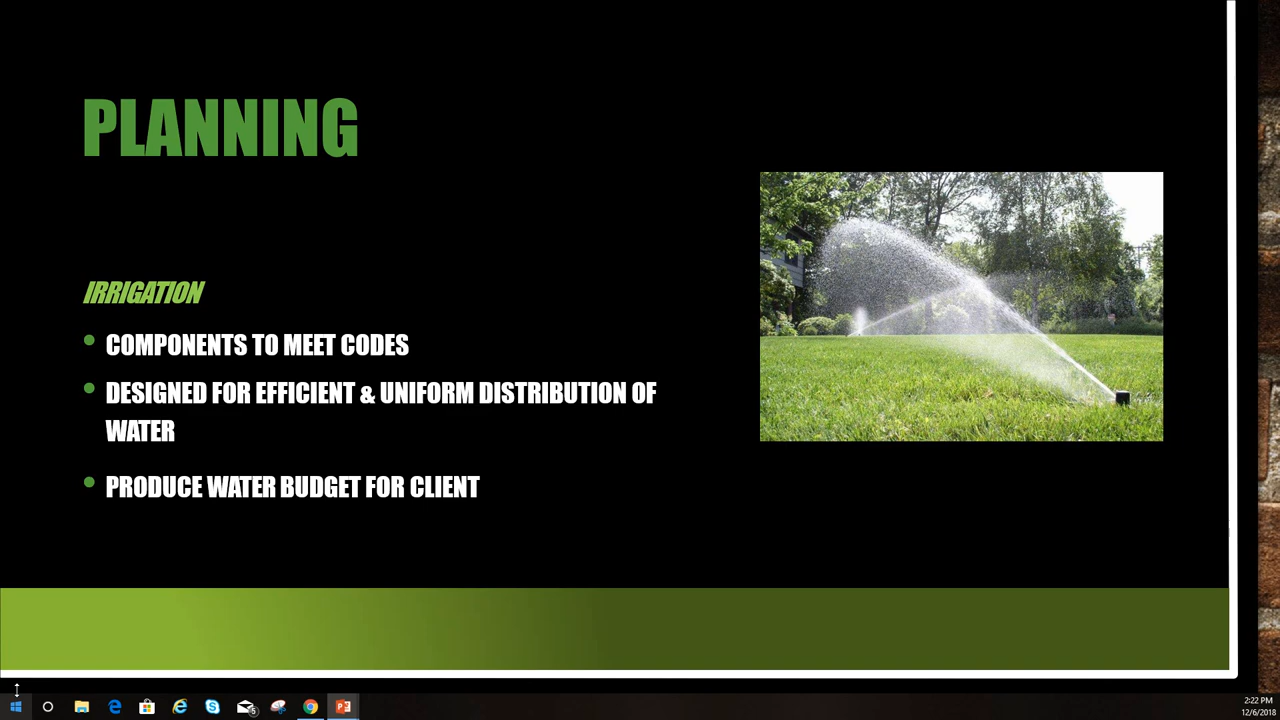 PLANNING
IRRIGATION
COMPONENTS TO MEET CODES
DESIGNED FOR EFFICIENT & UNIFORM DISTRIBUTION OF
WATER
PRODUCE WATER BUDGET FOR CLIENT
2:22 PM
12/6/2018